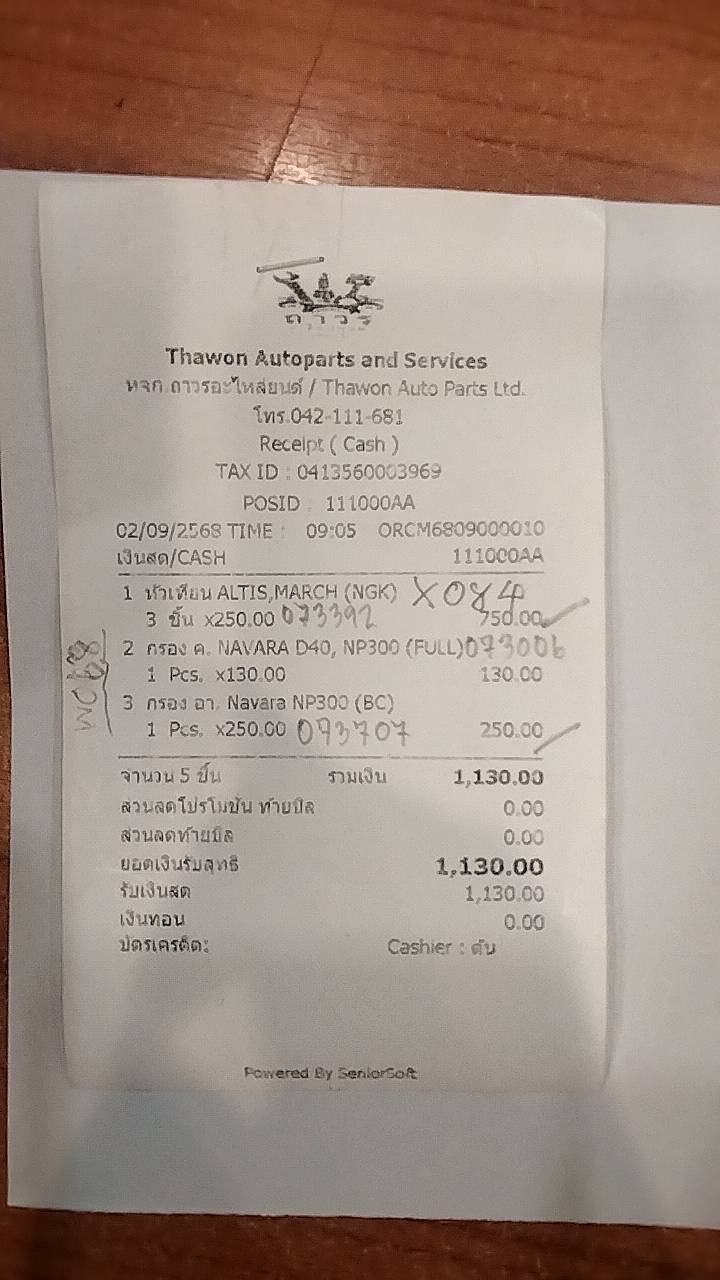 ถาวร
Thawon Autoparts and Services
หจก.ถาวรอะไหล่ยนต์ / Thawon Auto Parts Ltd.
โทร.042-111-681
Receipt ( Cash )
TAX ID : 0413560003969
POSID : 111000AA
02/09/2568 TIME : 09:05 ORCM6809000010
เงินสด/CASH 111000AA
1 หัวเทียน ALTIS,MARCH (NGK) X084
3 ชิ้น x250.00 073392 750.00
2 กรอง ค. NAVARA D40, NP300 (FULL) 073006
1 Pcs. x130.00 130.00
3 กรอง อา. Navara NP300 (BC)
1 Pcs. x250.00 073707 250.00
จำนวน 5 ชิ้น รวมเงิน 1,130.00
ส่วนลดโปรโมชั่น ท้ายบิล 0.00
ส่วนลดท้ายบิล 0.00
ยอดเงินรับสุทธิ 1,130.00
รับเงินสด 1,130.00
เงินทอน 0.00
บัตรเครดิต: Cashier : ตั้น
Powered By SeniorSoft